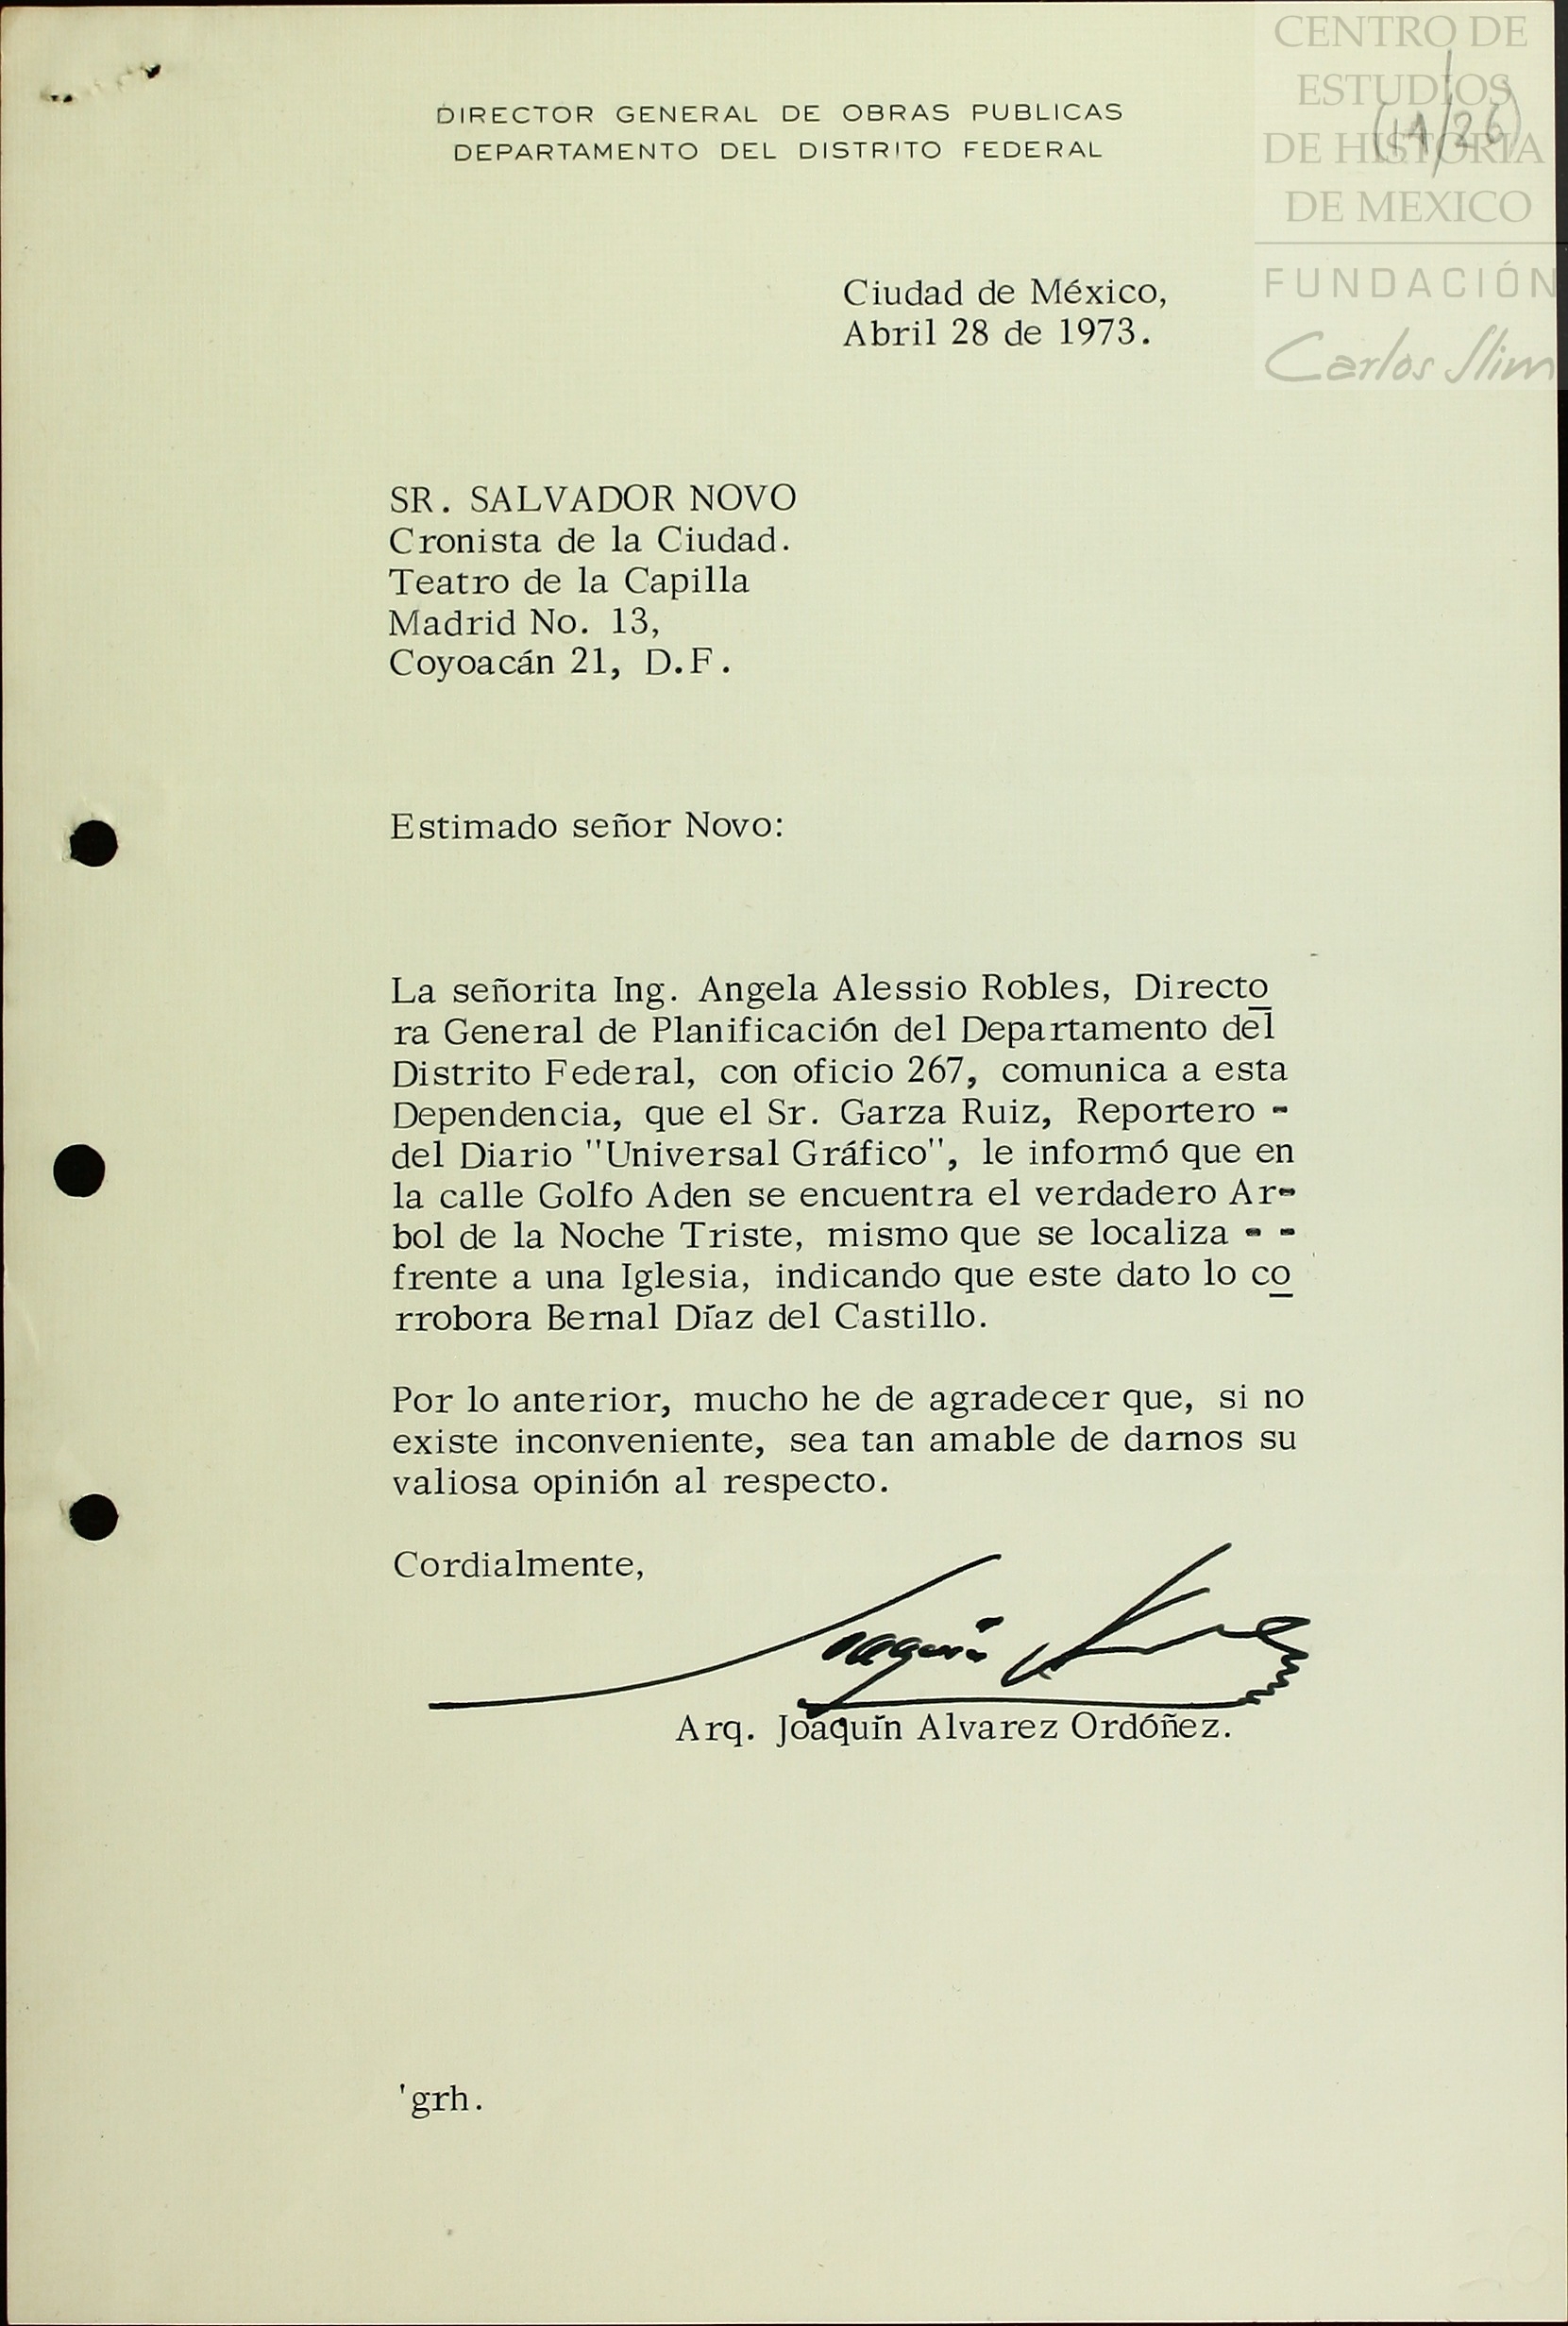 CENTRO DE
ESTUDIOS
DE HISTORIA
DE MEXICO
FUNDACIÓN
Carlos Slim
(14/26)
DIRECTOR GENERAL DE OBRAS PUBLICAS
DEPARTAMENTO DEL DISTRITO FEDERAL
Ciudad de México,
Abril 28 de 1973.
SR. SALVADOR NOVO
Cronista de la Ciudad.
Teatro de la Capilla
Madrid No. 13,
Coyoacán 21, D.F.
Estimado señor Novo:
La señorita Ing. Angela Alessio Robles, Directo
ra General de Planificación del Departamento del
Distrito Federal, con oficio 267, comunica a esta
Dependencia, que el Sr. Garza Ruiz, Reportero -
del Diario "Universal Gráfico", le informó que en
la calle Golfo Aden se encuentra el verdadero Ar-
bol de la Noche Triste, mismo que se localiza - -
frente a una Iglesia, indicando que este dato lo co
rrobora Bernal Díaz del Castillo.
Por lo anterior, mucho he de agradecer que, si no
existe inconveniente, sea tan amable de darnos su
valiosa opinión al respecto.
Cordialmente,
Joaquín
Arq. Joaquín Alvarez Ordóñez.
'grh.